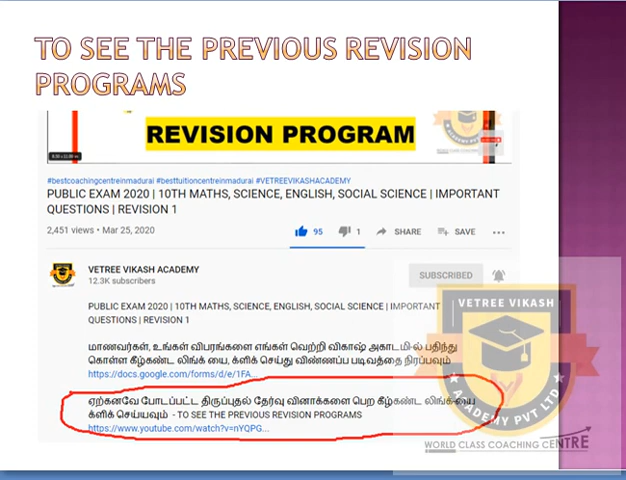 TO SEE THE PREVIOUS REVISION
PROGRAMS
REVISION PROGRAM
#bestcoachingcentreinmadurai #besttuitioncentreinmadurai #VETREEVIKASHACADEMY
PUBLIC EXAM 2020 | 10TH MATHS, SCIENCE, ENGLISH, SOCIAL SCIENCE | IMPORTANT
QUESTIONS | REVISION 1
2,451 views • Mar 25, 2020
95
1
SHARE
SAVE
VETREE VIKASH ACADEMY
12.3K subscribers
SUBSCRIBED
PUBLIC EXAM 2020 | 10TH MATHS, SCIENCE, ENGLISH, SOCIAL SCIENCE | IMPORTANT
QUESTIONS | REVISION 1
மாணவர்கள், உங்கள் விபரங்களை எங்கள் வெற்றி விகாஷ் அகாடமி-ல் பதிந்து
கொள்ள கீழ்கண்ட லிங்க் யை, க்ளிக் செய்து விண்ணப்ப படிவத்தை நிரப்பவும்
https://docs.google.com/forms/d/e/1FA...
ஏற்கனவே போடப்பட்ட திருப்புதல் தேர்வு வினாக்களை பெற கீழ்கண்ட லிங்க்யை
க்ளிக் செய்யவும் - TO SEE THE PREVIOUS REVISION PROGRAMS
https://www.youtube.com/watch?v=nYQPG...
VETREE VIKASH
ACADEMY PVT LTD
WORLD CLASS COACHING CENTRE